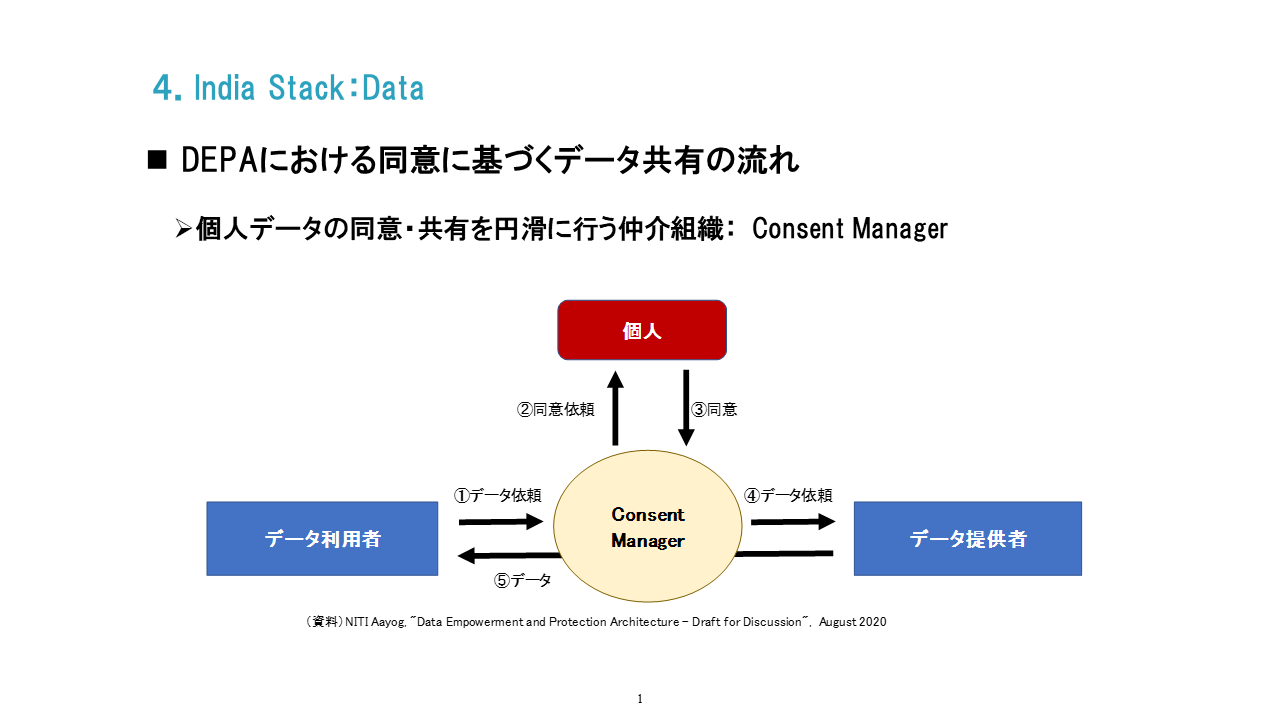 4. India Stack：Data
■ DEPAにおける同意に基づくデータ共有の流れ
➢個人データの同意・共有を円滑に行う仲介組織： Consent Manager
個人
②同意依頼
③同意
①データ依頼
④データ依頼
Consent
Manager
データ利用者
データ提供者
⑤データ
（資料）NITI Aayog, ”Data Empowerment and Protection Architecture – Draft for Discussion”, August 2020
1